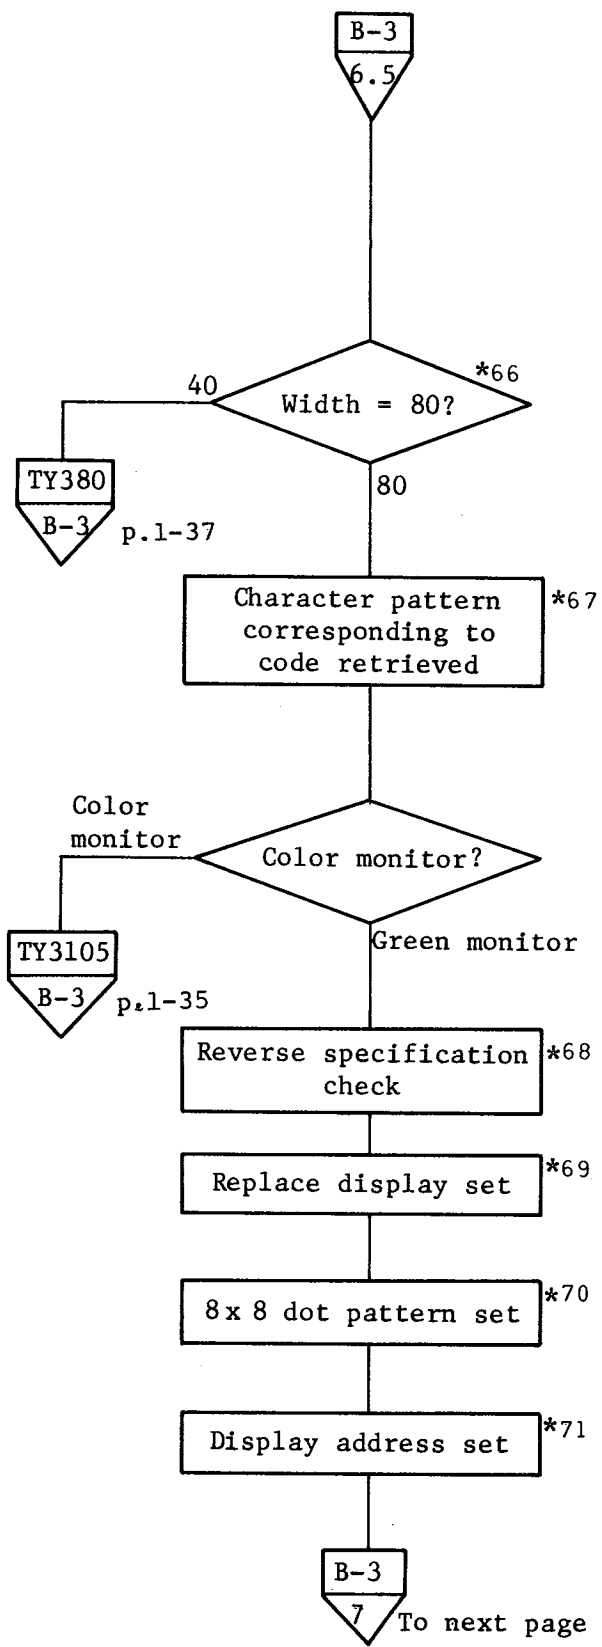 B-3
6.5
*66
40
Width = 80?
80
TY380
B-3
p.1-37
Character pattern
corresponding to
code retrieved
*67
Color
monitor
Color monitor?
Green monitor
TY3105
B-3
p.1-35
Reverse specification
check
*68
Replace display set
*69
8 x 8 dot pattern set
*70
Display address set
*71
B-3
7
To next page